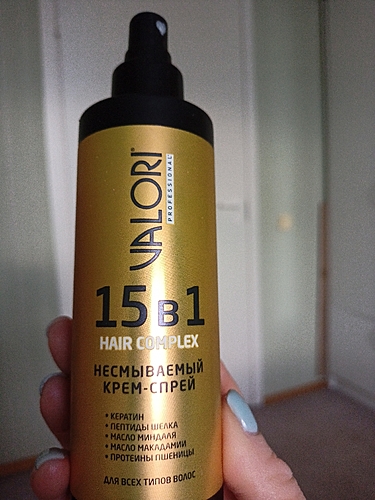 VALORI
PROFESSIONAL
15 в 1
HAIR COMPLEX
НЕСМЫВАЕМЫЙ
КРЕМ-СПРЕЙ
• КЕРАТИН
• ПЕПТИДЫ ШЕЛКА
• МАСЛО МИНДАЛЯ
• МАСЛО МАКАДАМИИ
• ПРОТЕИНЫ ПШЕНИЦЫ
ДЛЯ ВСЕХ ТИПОВ ВОЛОС